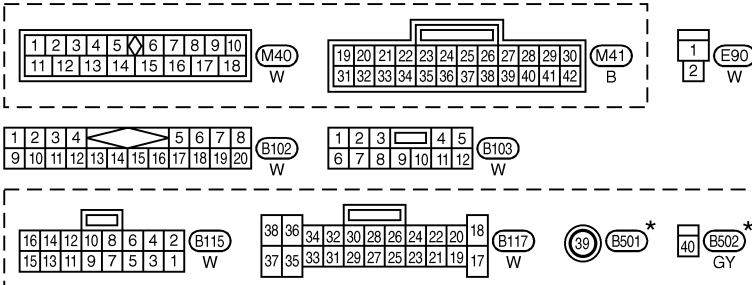 1 2 3 4 5 6 7 8 9 10
11 12 13 14 15 16 17 18
M40
W
19 20 21 22 23 24 25 26 27 28 29 30
31 32 33 34 35 36 37 38 39 40 41 42
M41
B
1
2
E90
W
1 2 3 4 5 6 7 8
9 10 11 12 13 14 15 16 17 18 19 20
B102
W
1 2 3 4 5
6 7 8 9 10 11 12
B103
W
16 14 12 10 8 6 4 2
15 13 11 9 7 5 3 1
B115
W
38 36 34 32 30 28 26 24 22 20 18
37 35 33 31 29 27 25 23 21 19 17
B117
W
39
B501 *
40
B502 *
GY